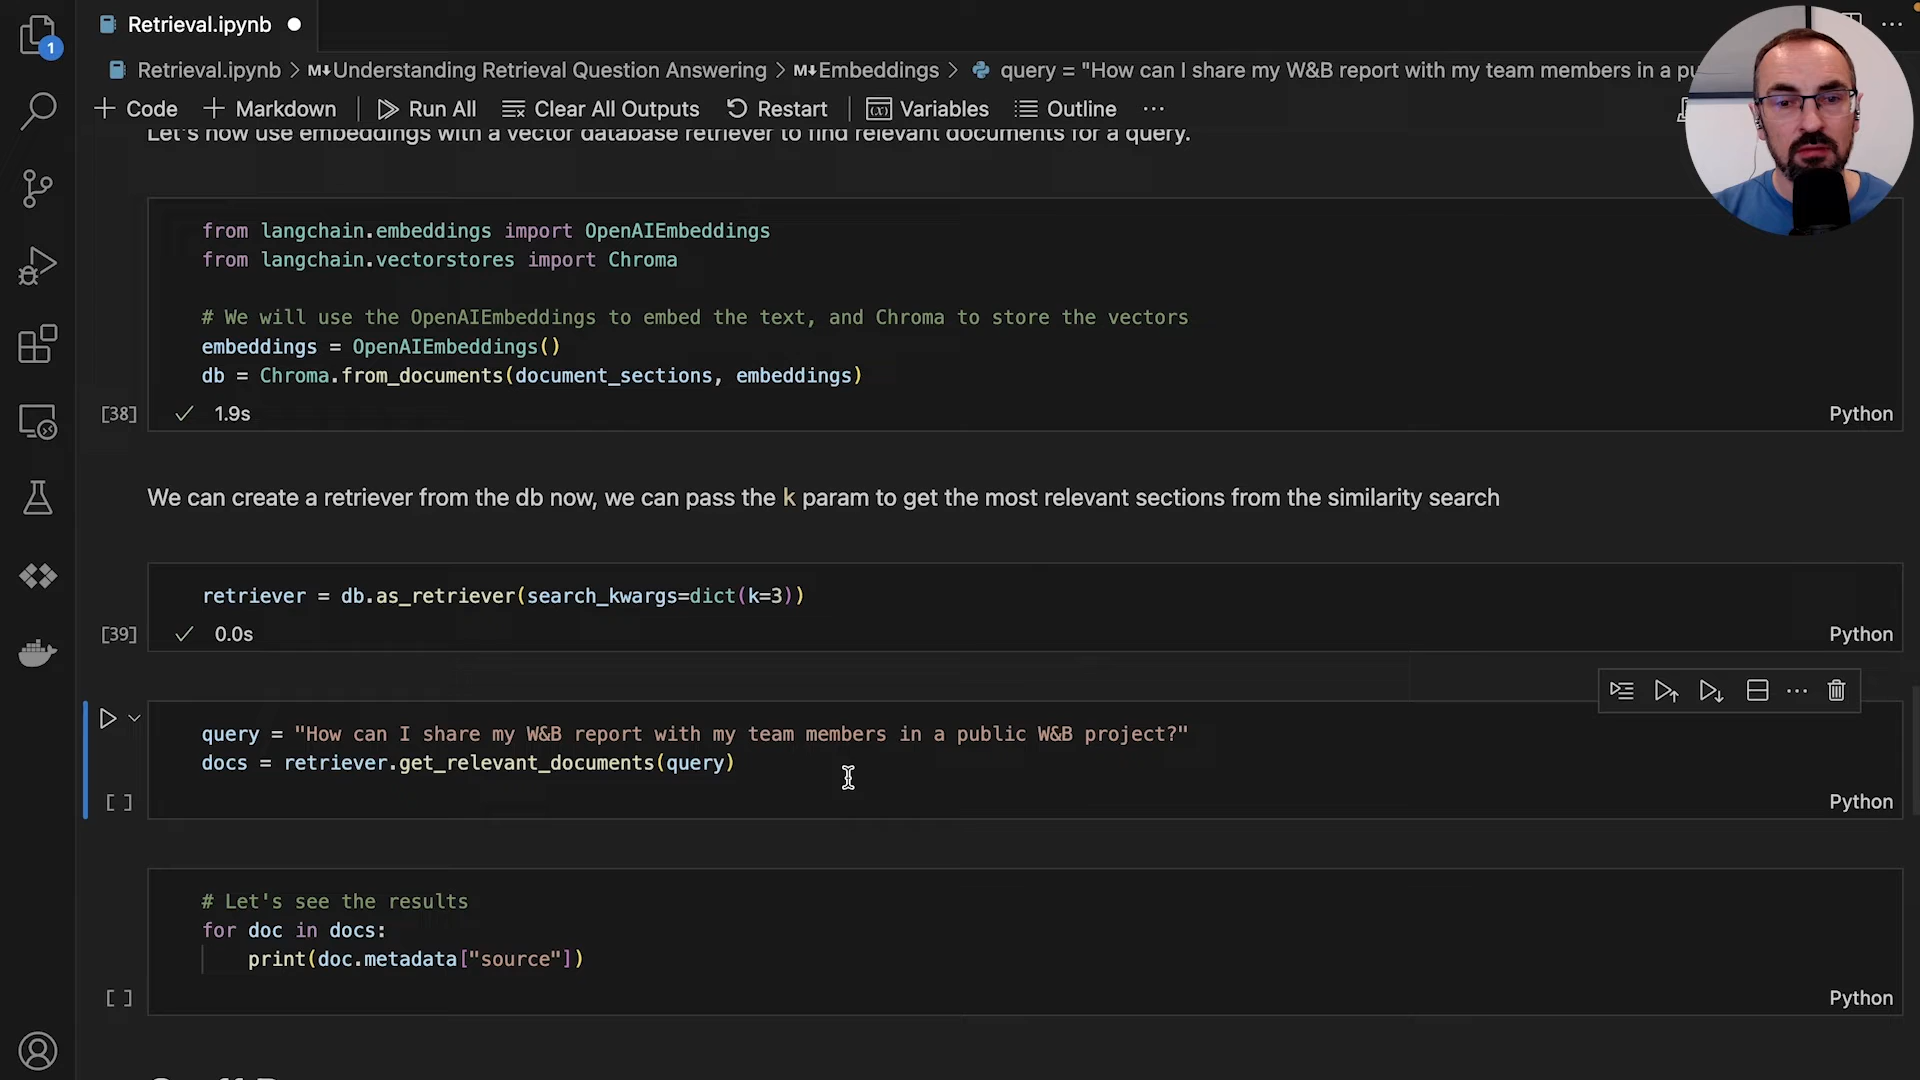 Retrieval.ipynb
1
Retrieval.ipynb > M↓Understanding Retrieval Question Answering > M↓Embeddings > query = "How can I share my W&B report with my team members in a pu
+ Code + Markdown Run All Clear All Outputs Restart Variables Outline ...
Let's now use embeddings with a vector database retriever to find relevant documents for a query.
from langchain.embeddings import OpenAIEmbeddings
from langchain.vectorstores import Chroma
# We will use the OpenAIEmbeddings to embed the text, and Chroma to store the vectors
embeddings = OpenAIEmbeddings()
db = Chroma.from_documents(document_sections, embeddings)
[38] ✓ 1.9s Python
We can create a retriever from the db now, we can pass the k param to get the most relevant sections from the similarity search
retriever = db.as_retriever(search_kwargs=dict(k=3))
[39] ✓ 0.0s Python
query = "How can I share my W&B report with my team members in a public W&B project?"
docs = retriever.get_relevant_documents(query)
[ ] Python
# Let's see the results
for doc in docs:
    print(doc.metadata["source"])
[ ] Python